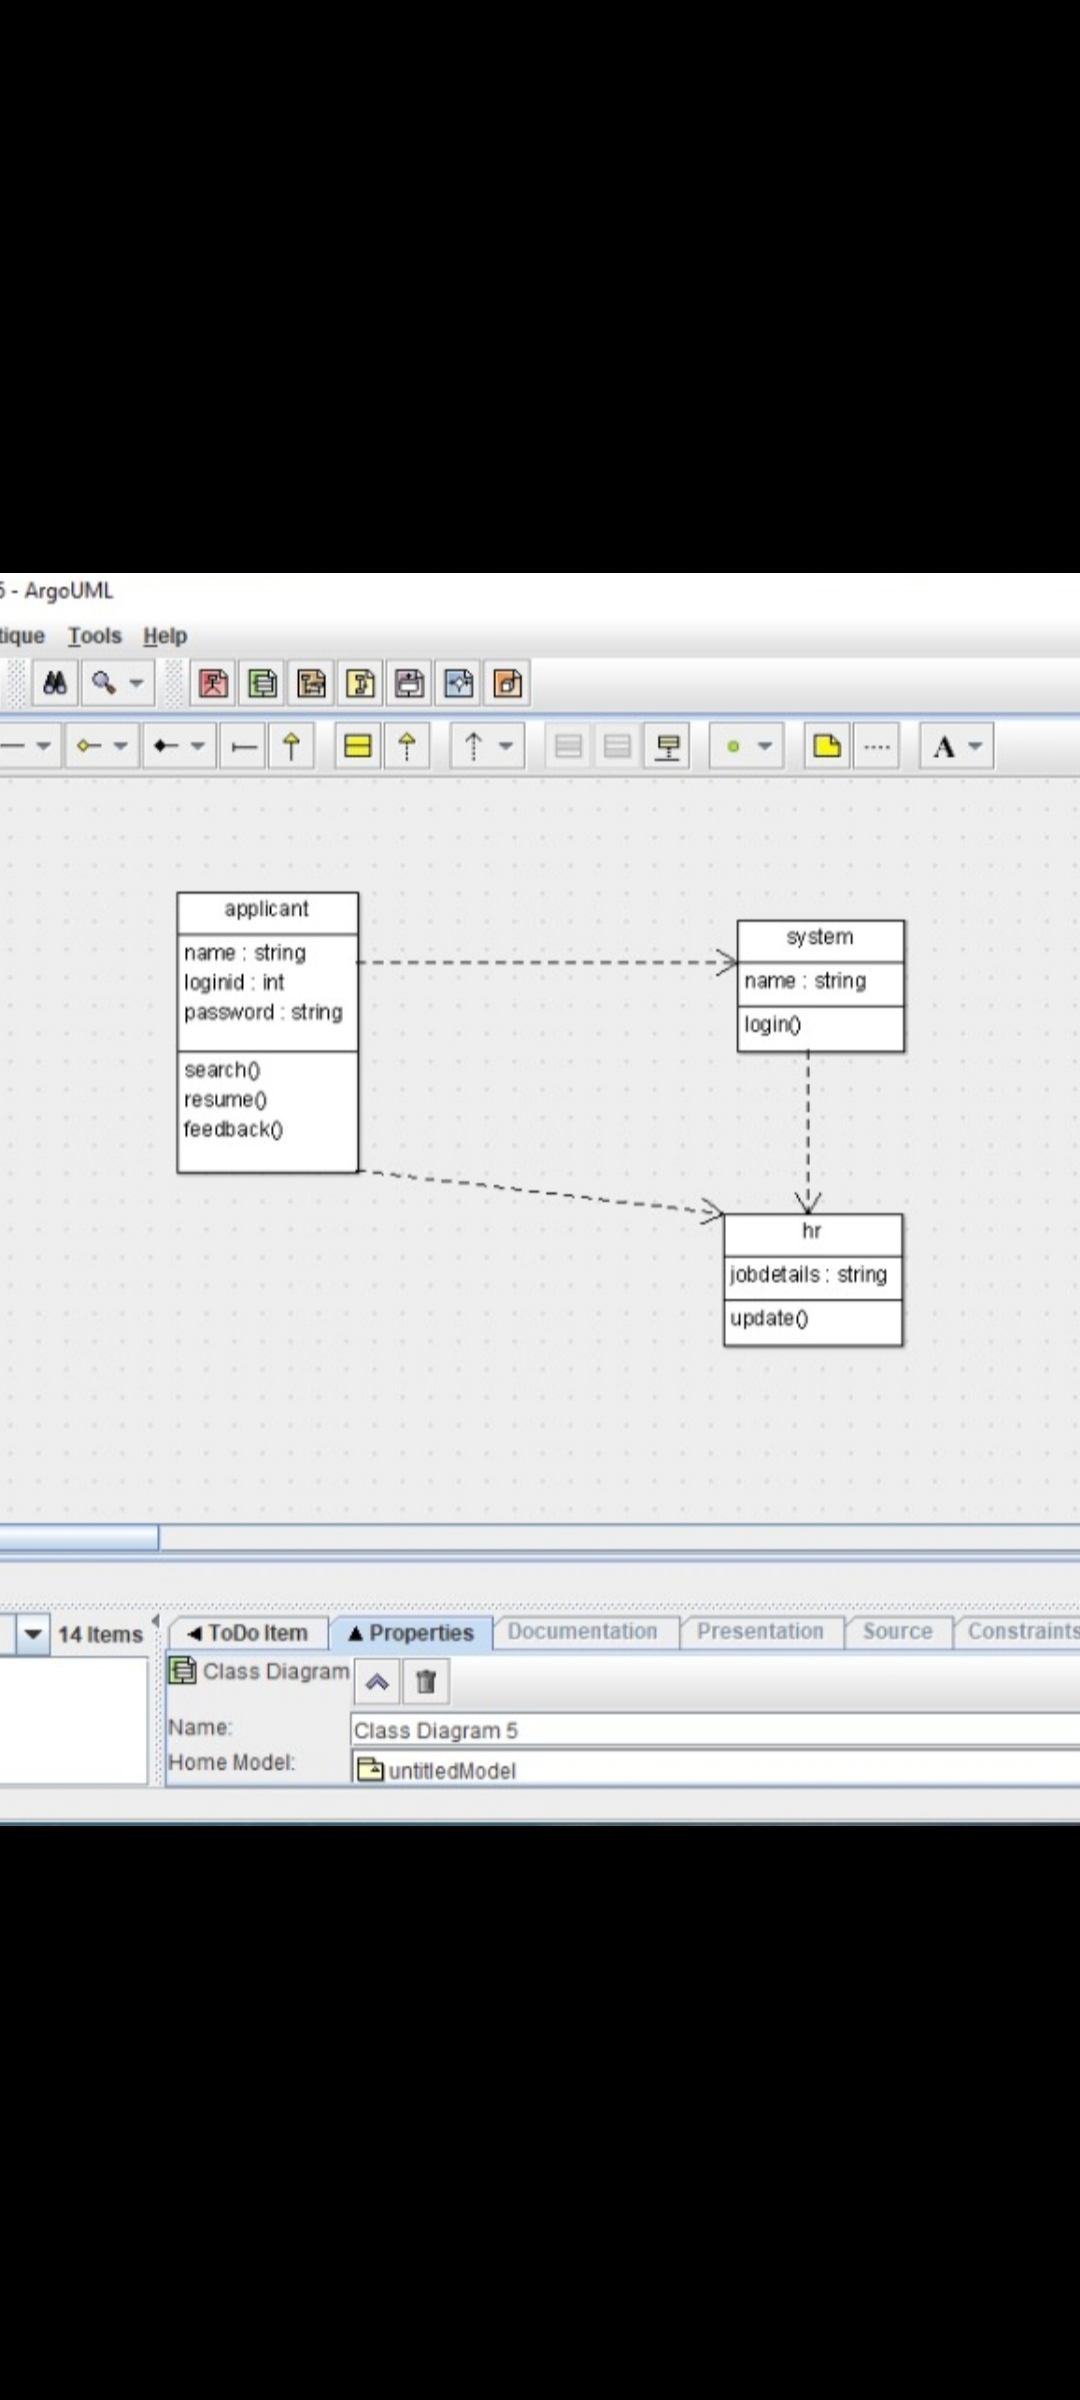 5 - ArgoUML
tique Tools Help
A
applicant
name : string
loginid : int
password : string
search()
resume()
feedback()
system
name : string
login()
hr
jobdetails : string
update()
14 Items
ToDo Item Properties Documentation Presentation Source Constraints
Class Diagram
Name: Class Diagram 5
Home Model: untitledModel